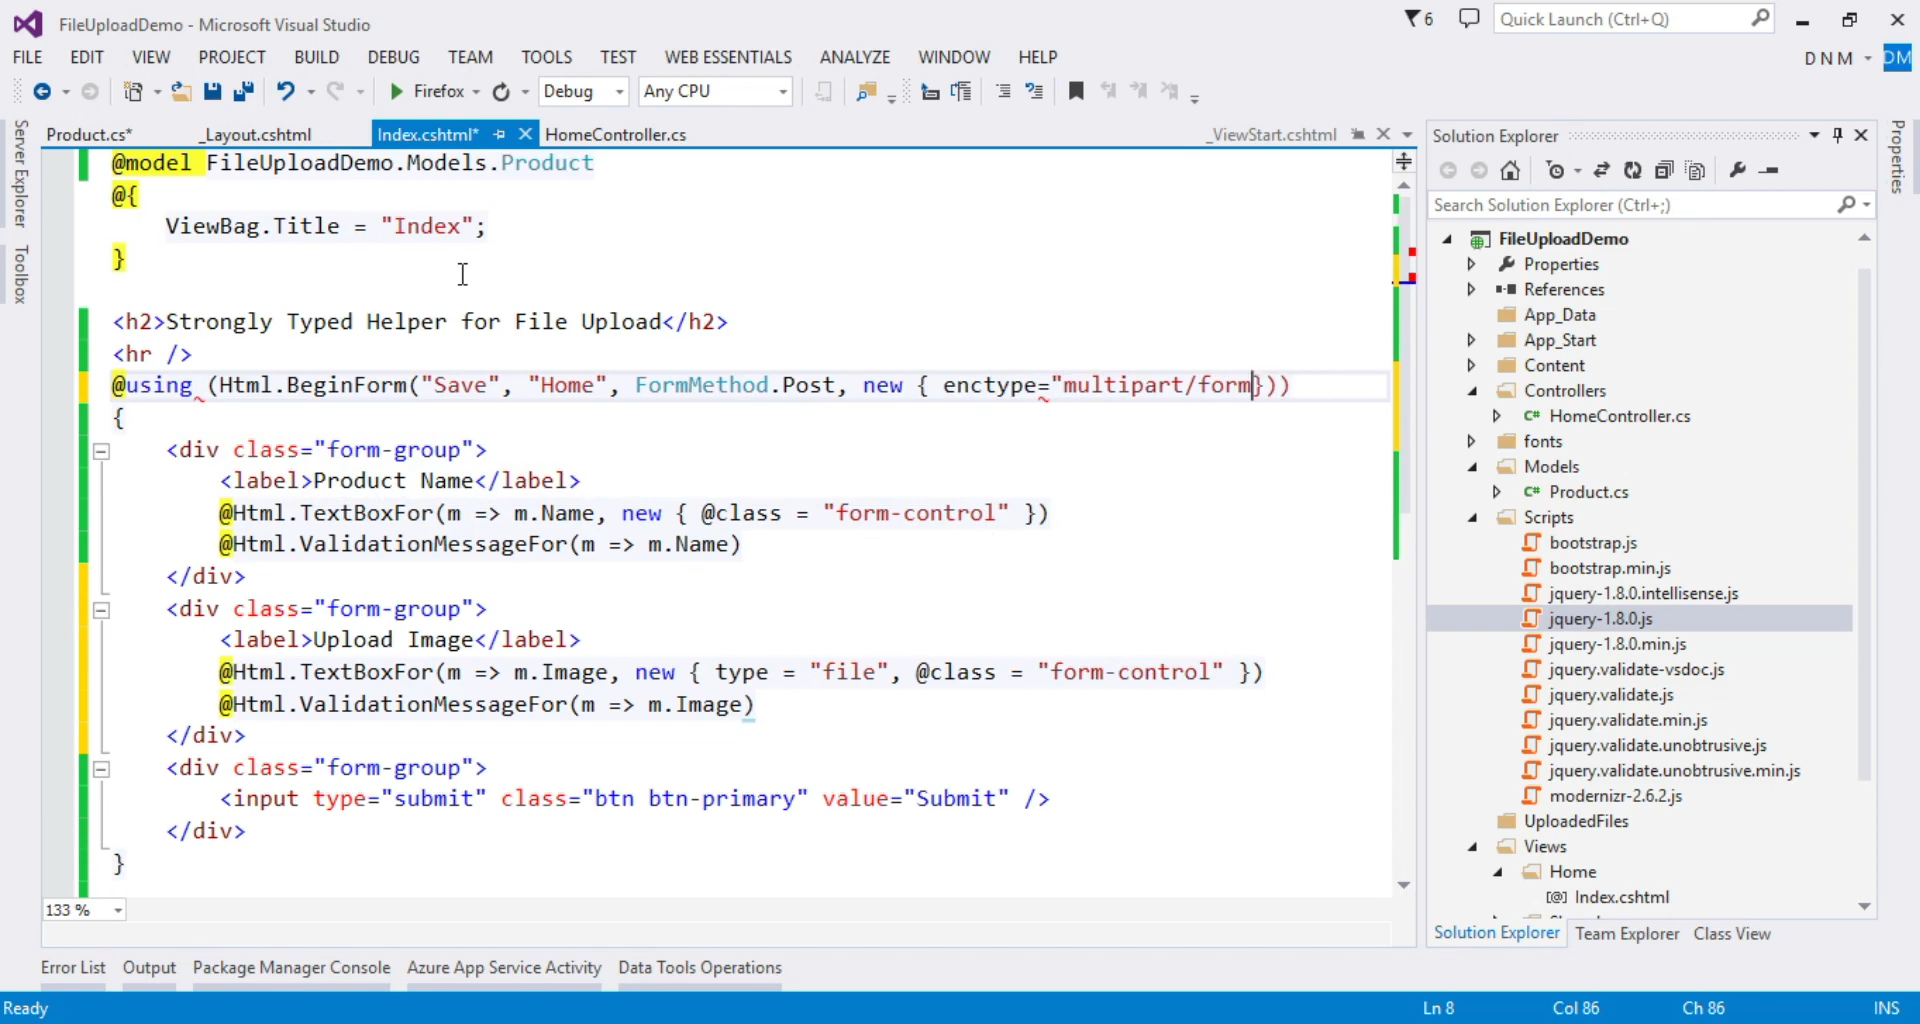 FileUploadDemo - Microsoft Visual Studio
6
Quick Launch (Ctrl+Q)
FILE EDIT VIEW PROJECT BUILD DEBUG TEAM TOOLS TEST WEB ESSENTIALS ANALYZE WINDOW HELP
D N M
DM
Firefox
Debug
Any CPU
Server Explorer
Toolbox
Product.cs*
_Layout.cshtml
Index.cshtml*
HomeController.cs
_ViewStart.cshtml
@model FileUploadDemo.Models.Product
@{
ViewBag.Title = "Index";
}
<h2>Strongly Typed Helper for File Upload</h2>
<hr />
@using (Html.BeginForm("Save", "Home", FormMethod.Post, new { enctype="multipart/form}))
{
<div class="form-group">
<label>Product Name</label>
@Html.TextBoxFor(m => m.Name, new { @class = "form-control" })
@Html.ValidationMessageFor(m => m.Name)
</div>
<div class="form-group">
<label>Upload Image</label>
@Html.TextBoxFor(m => m.Image, new { type = "file", @class = "form-control" })
@Html.ValidationMessageFor(m => m.Image)
</div>
<div class="form-group">
<input type="submit" class="btn btn-primary" value="Submit" />
</div>
}
133 %
Solution Explorer
Search Solution Explorer (Ctrl+;)
FileUploadDemo
Properties
References
App_Data
App_Start
Content
Controllers
C# HomeController.cs
fonts
Models
C# Product.cs
Scripts
bootstrap.js
bootstrap.min.js
jquery-1.8.0.intellisense.js
jquery-1.8.0.js
jquery-1.8.0.min.js
jquery.validate-vsdoc.js
jquery.validate.js
jquery.validate.min.js
jquery.validate.unobtrusive.js
jquery.validate.unobtrusive.min.js
modernizr-2.6.2.js
UploadedFiles
Views
Home
[@] Index.cshtml
Solution Explorer Team Explorer Class View
Properties
Error List Output Package Manager Console Azure App Service Activity Data Tools Operations
Ready
Ln 8
Col 86
Ch 86
INS